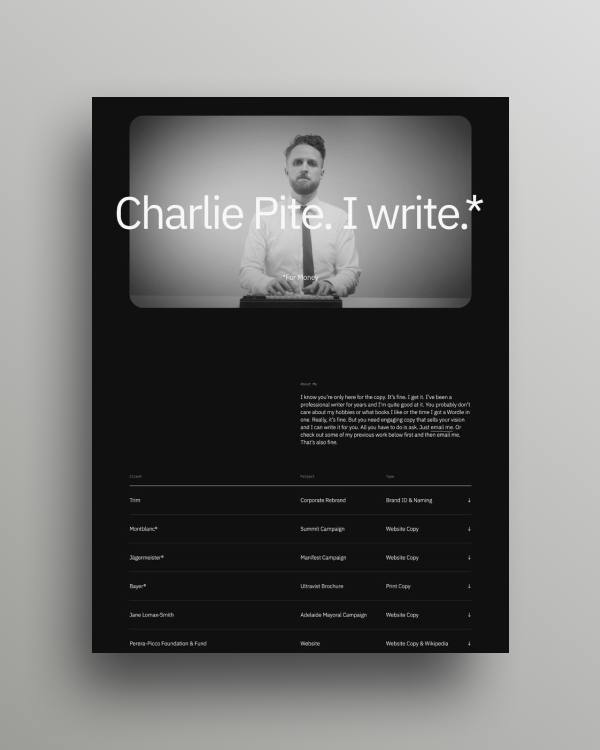 Charlie Pite. I write.*
*For Money
About Me
I know you're only here for the copy. It's fine. I get it. I've been a
professional writer for years and I'm quite good at it. You probably don't
care about my hobbies or what books I like or the time I got a Wordle in
one. Really, it's fine. But you need engaging copy that sells your vision
and I can write it for you. All you have to do is ask. Just email me. Or
check out some of my previous work below first and then email me.
That's also fine.
Client Project Type
Trim Corporate Rebrand Brand ID & Naming ↓
Montblanc® Summit Campaign Website Copy ↓
Jägermeister® Manifest Campaign Website Copy ↓
Bayer® Ultravist Brochure Print Copy ↓
Jane Lomax-Smith Adelaide Mayoral Campaign Website Copy ↓
Perera-Picco Foundation & Fund Website Website Copy & Wikipedia ↓